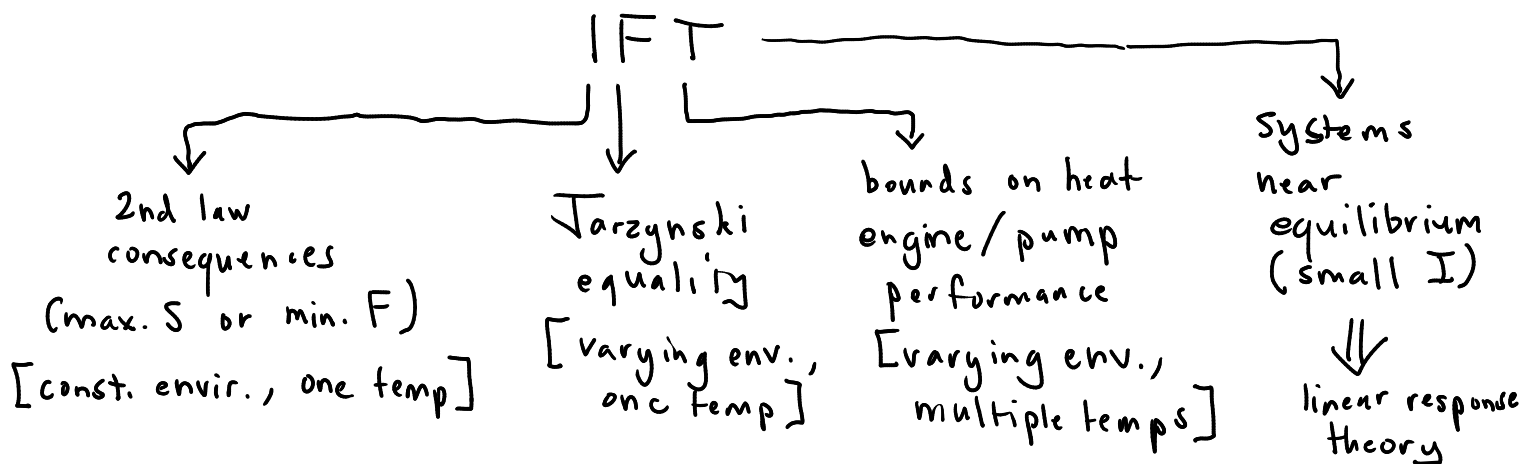 IFT
2nd law
consequences
(max. S or min. F)
[const. envir., one temp]
Jarzynski
equality
[varying env.,
one temp]
bounds on heat
engine/pump
performance
[varying env.,
multiple temps]
systems
near
equilibrium
(small I)
linear response
theory